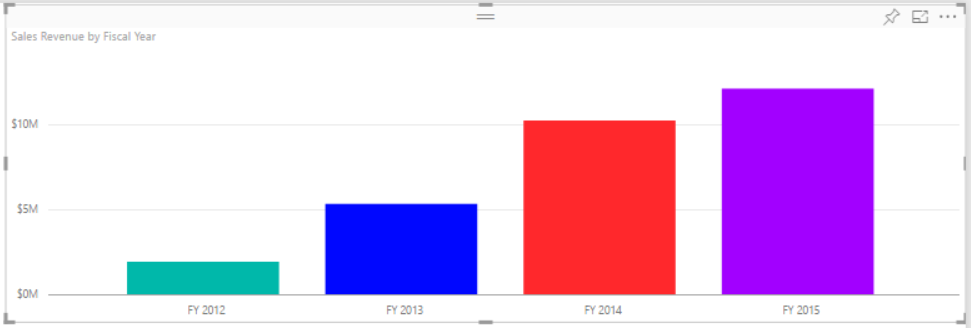 Sales Revenue by Fiscal Year
$10M
$5M
$0M
FY 2012 FY 2013 FY 2014 FY 2015